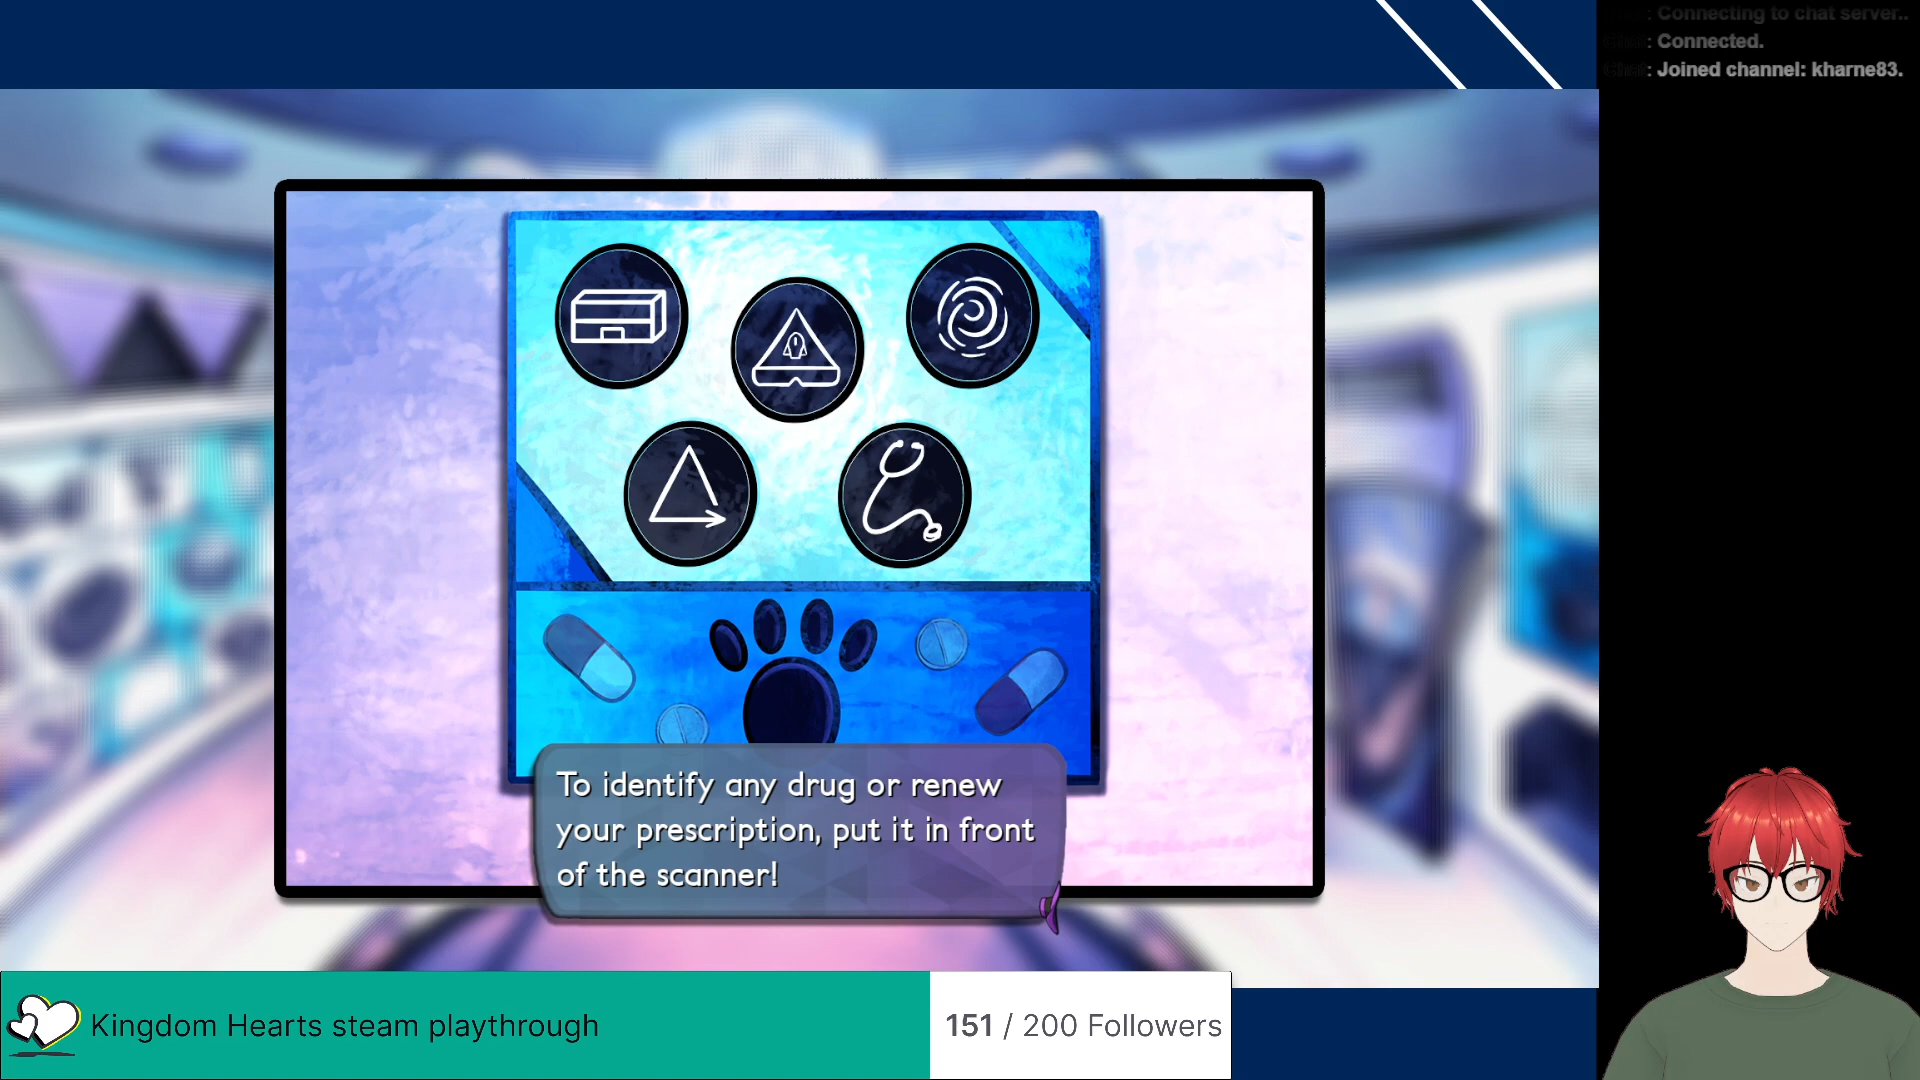 : Connecting to chat server..
: Connected.
: Joined channel: kharne83.
To identify any drug or renew
your prescription, put it in front
of the scanner!
Kingdom Hearts steam playthrough
151 / 200 Followers